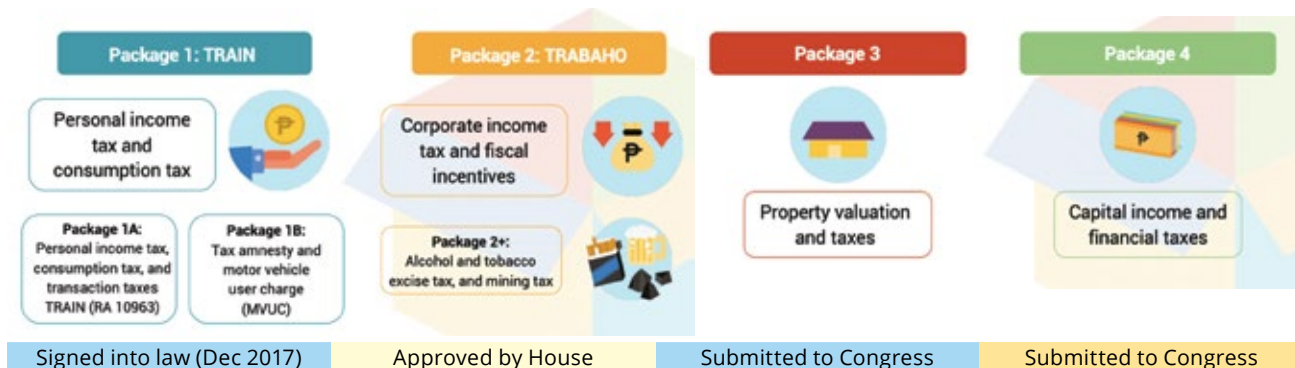 Package 1: TRAIN
Personal income
tax and
consumption tax
Package 1A:
Personal income tax,
consumption tax, and
transaction taxes
TRAIN (RA 10963)
Package 1B:
Tax amnesty and
motor vehicle
user charge
(MVUC)
Signed into law (Dec 2017)
Package 2: TRABAHO
Corporate income
tax and fiscal
incentives
Package 2+:
Alcohol and tobacco
excise tax, and mining tax
Approved by House
Package 3
Property valuation
and taxes
Submitted to Congress
Package 4
Capital income and
financial taxes
Submitted to Congress